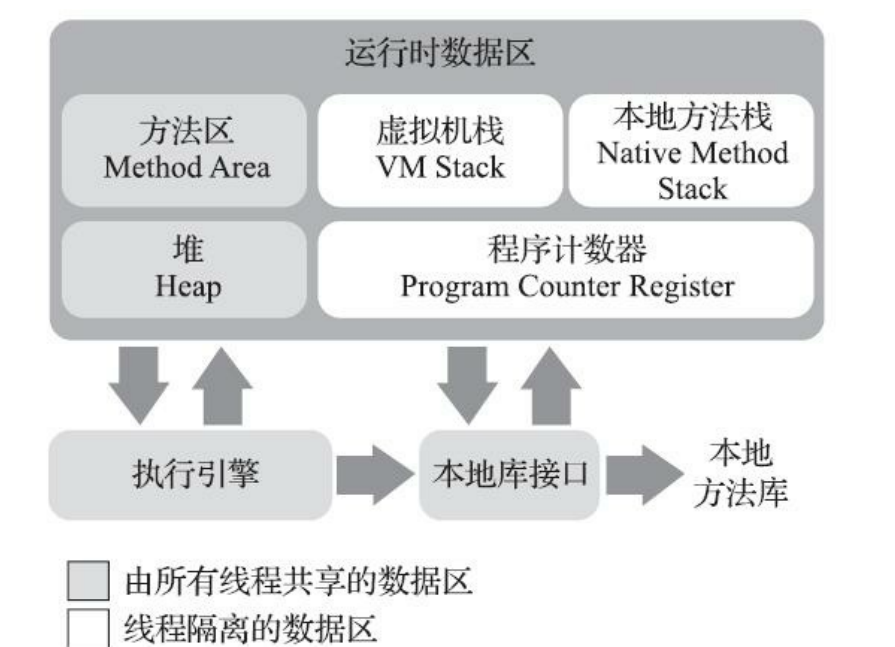 运行时数据区
方法区
Method Area
虚拟机栈
VM Stack
本地方法栈
Native Method
Stack
堆
Heap
程序计数器
Program Counter Register
执行引擎
本地库接口
本地
方法库
由所有线程共享的数据区
线程隔离的数据区